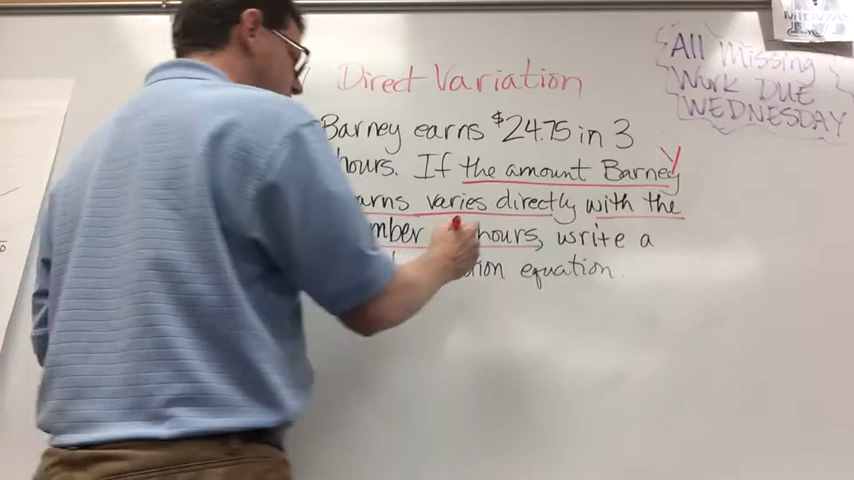 Direct Variation
Barney earns $24.75 in 3
hours. If the amount Barney
y
arns varies directly with the
mber hours, write a
ion equation.
All Missing
Work DUE
WEDNESDAY
MIDWAY